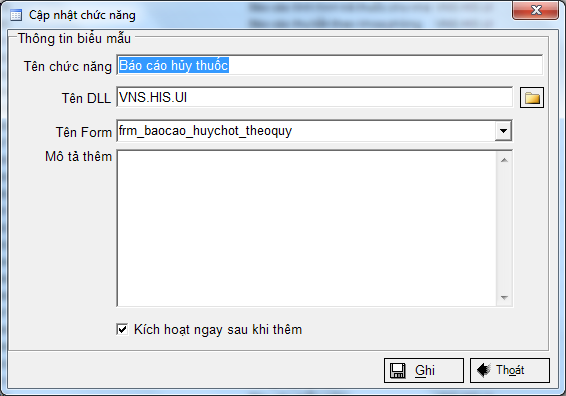 Cập nhật chức năng
Thông tin biểu mẫu
Tên chức năng Báo cáo hủy thuốc
Tên DLL VNS.HIS.UI
Tên Form frm_baocao_huychot_theoquy
Mô tả thêm
Kích hoạt ngay sau khi thêm
Ghi Thoát